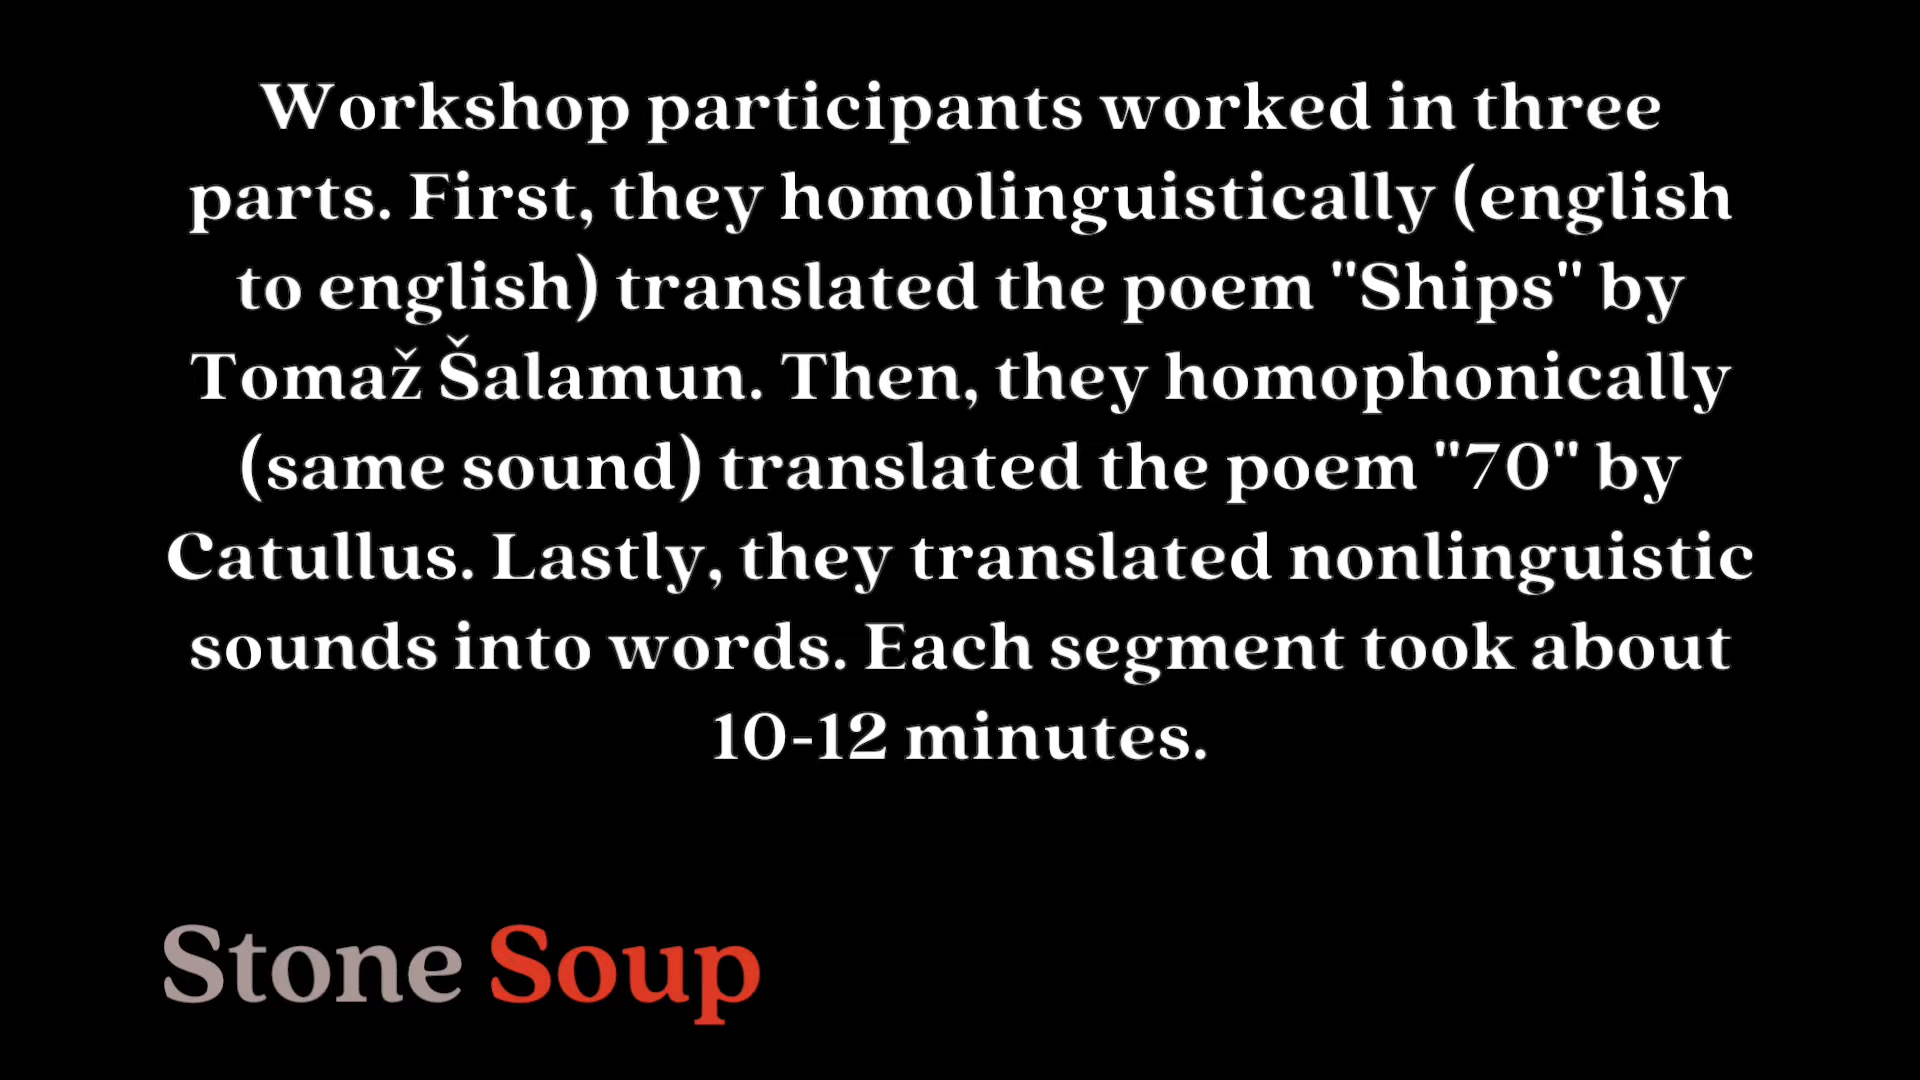 Workshop participants worked in three
parts. First, they homolinguistically (english
to english) translated the poem "Ships" by
Tomaž Šalamun. Then, they homophonically
(same sound) translated the poem "70" by
Catullus. Lastly, they translated nonlinguistic
sounds into words. Each segment took about
10-12 minutes.
Stone Soup